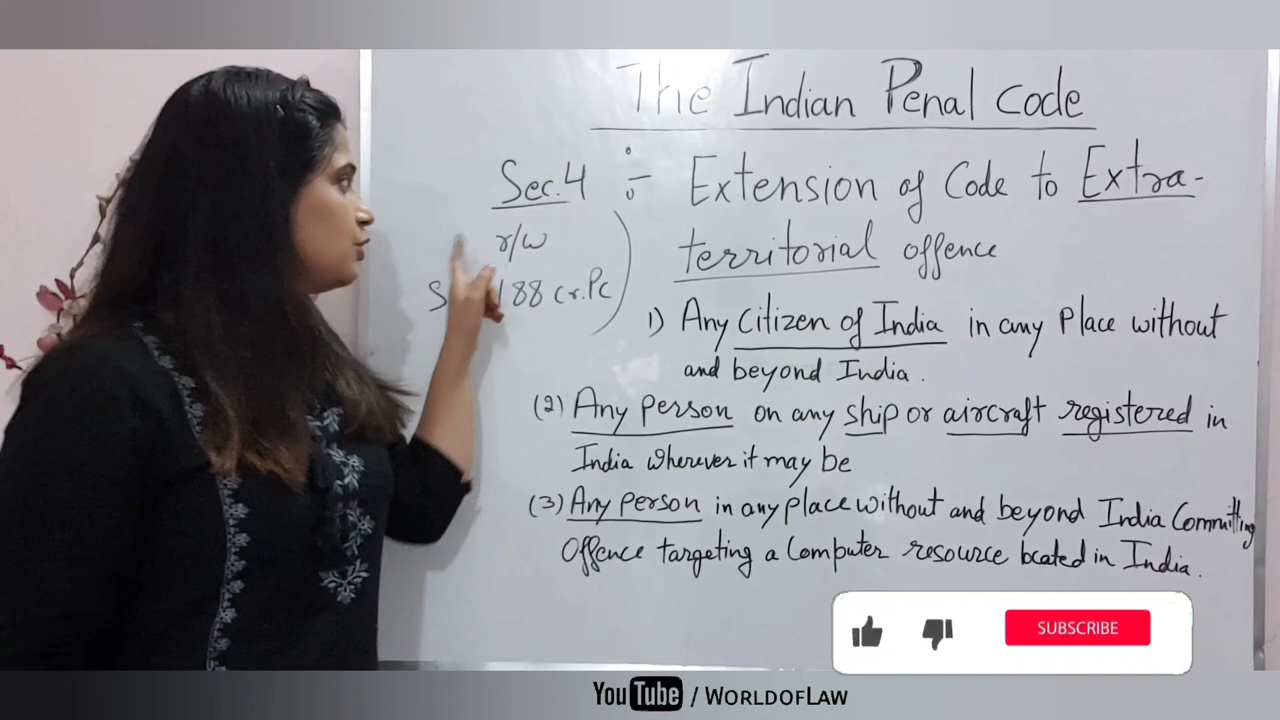 The Indian Penal Code
Sec. 4 ÷ Extension of Code to Extra-
territorial offence
r/w
S 188 Cr.Pc
1) Any Citizen of India in any Place without
and beyond India.
(2) Any person on any ship or aircraft registered in
India wherever it may be
(3) Any person in any place without and beyond India Committing
Offence targeting a Computer resource located in India.
SUBSCRIBE
YouTube / WORLDOFLAW